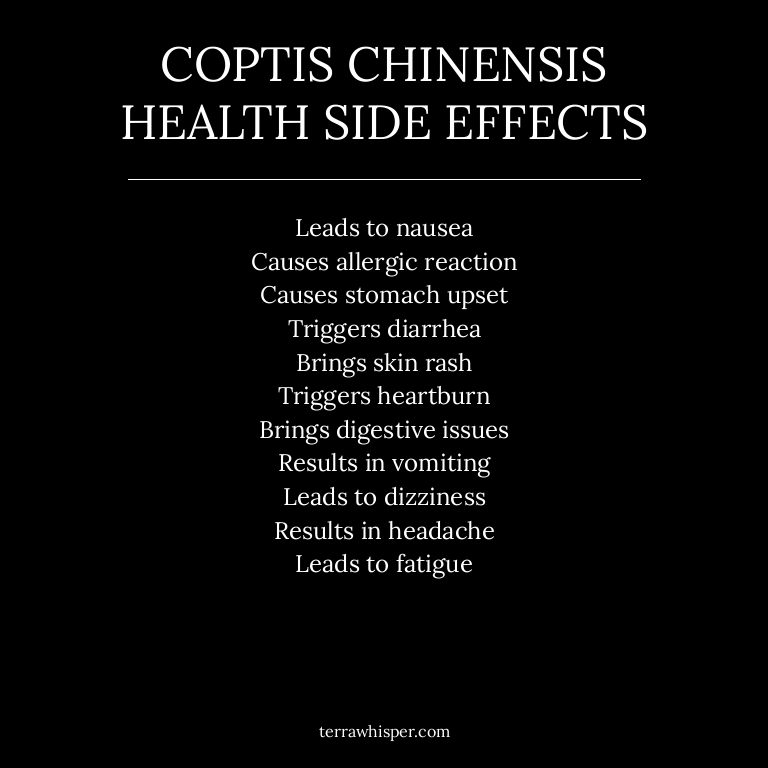 COPTIS CHINENSIS
HEALTH SIDE EFFECTS
Leads to nausea
Causes allergic reaction
Causes stomach upset
Triggers diarrhea
Brings skin rash
Triggers heartburn
Brings digestive issues
Results in vomiting
Leads to dizziness
Results in headache
Leads to fatigue
terrawhisper.com